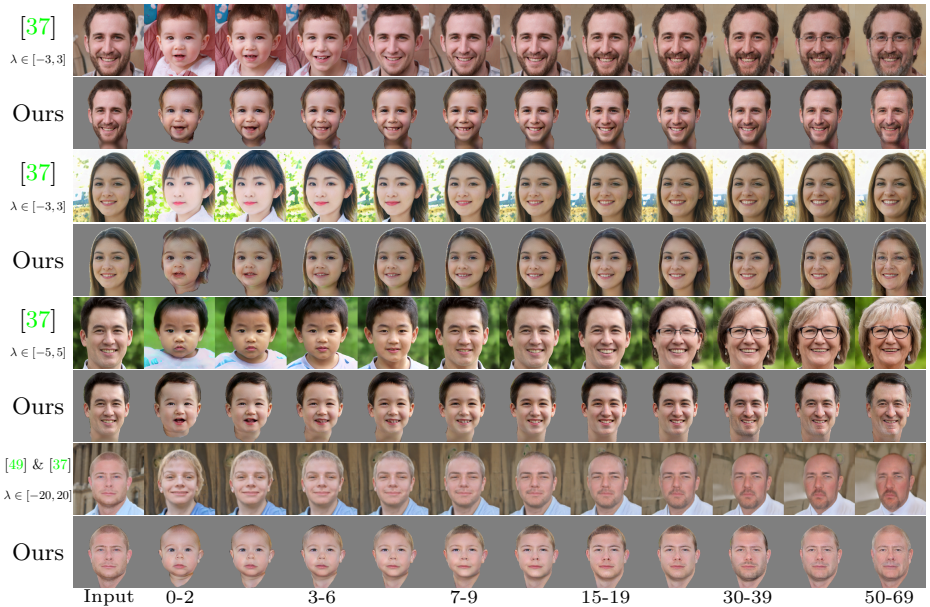 [37]
λ ∈ [−3,3]
Ours
[37]
λ ∈ [−3,3]
Ours
[37]
λ ∈ [−5,5]
Ours
[49] & [37]
λ ∈ [−20,20]
Ours
Input 0-2 3-6 7-9 15-19 30-39 50-69